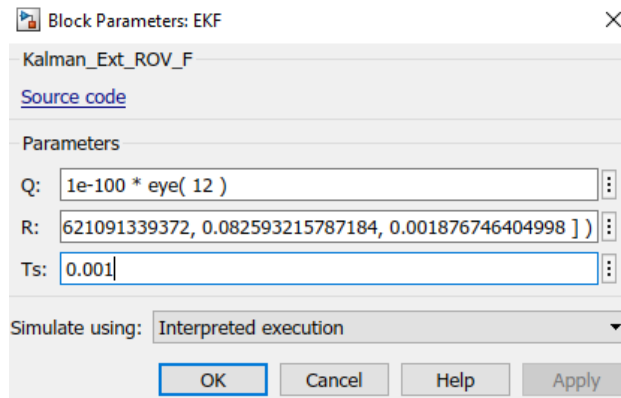 Block Parameters: EKF
Kalman_Ext_ROV_F
Source code
Parameters
Q: 1e-100 * eye( 12 )
R: 621091339372, 0.082593215787184, 0.001876746404998 ] )
Ts: 0.001
Simulate using: Interpreted execution
OK Cancel Help Apply